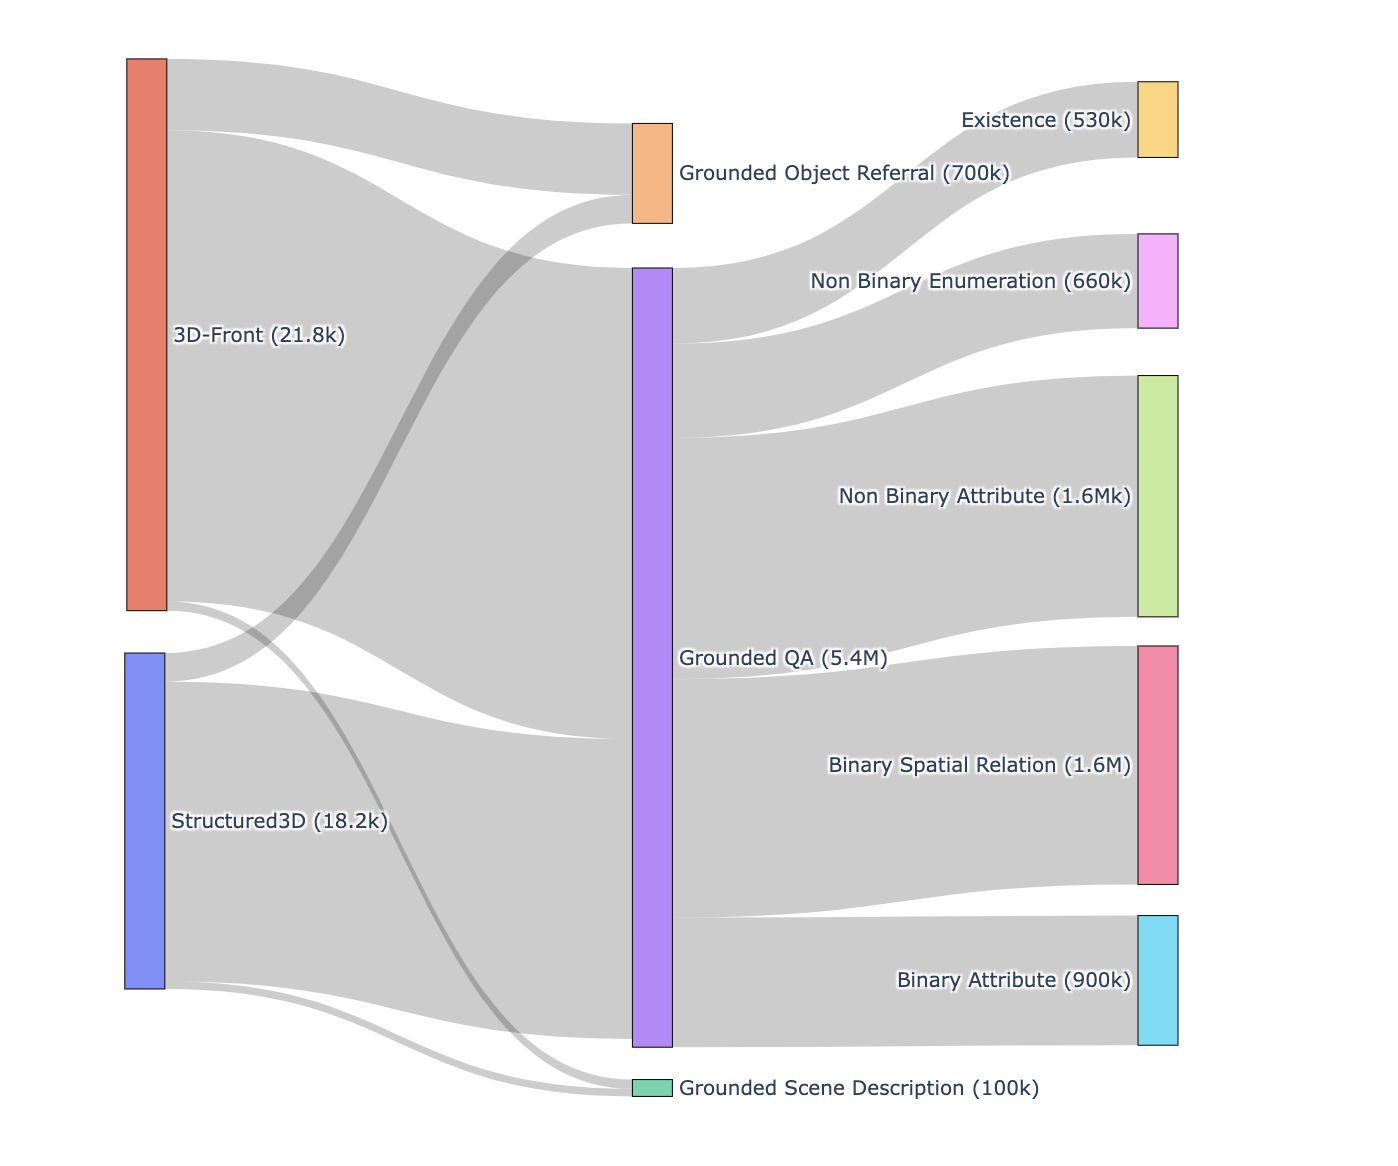 3D-Front (21.8k)
Structured3D (18.2k)
Grounded Object Referral (700k)
Grounded QA (5.4M)
Grounded Scene Description (100k)
Existence (530k)
Non Binary Enumeration (660k)
Non Binary Attribute (1.6Mk)
Binary Spatial Relation (1.6M)
Binary Attribute (900k)